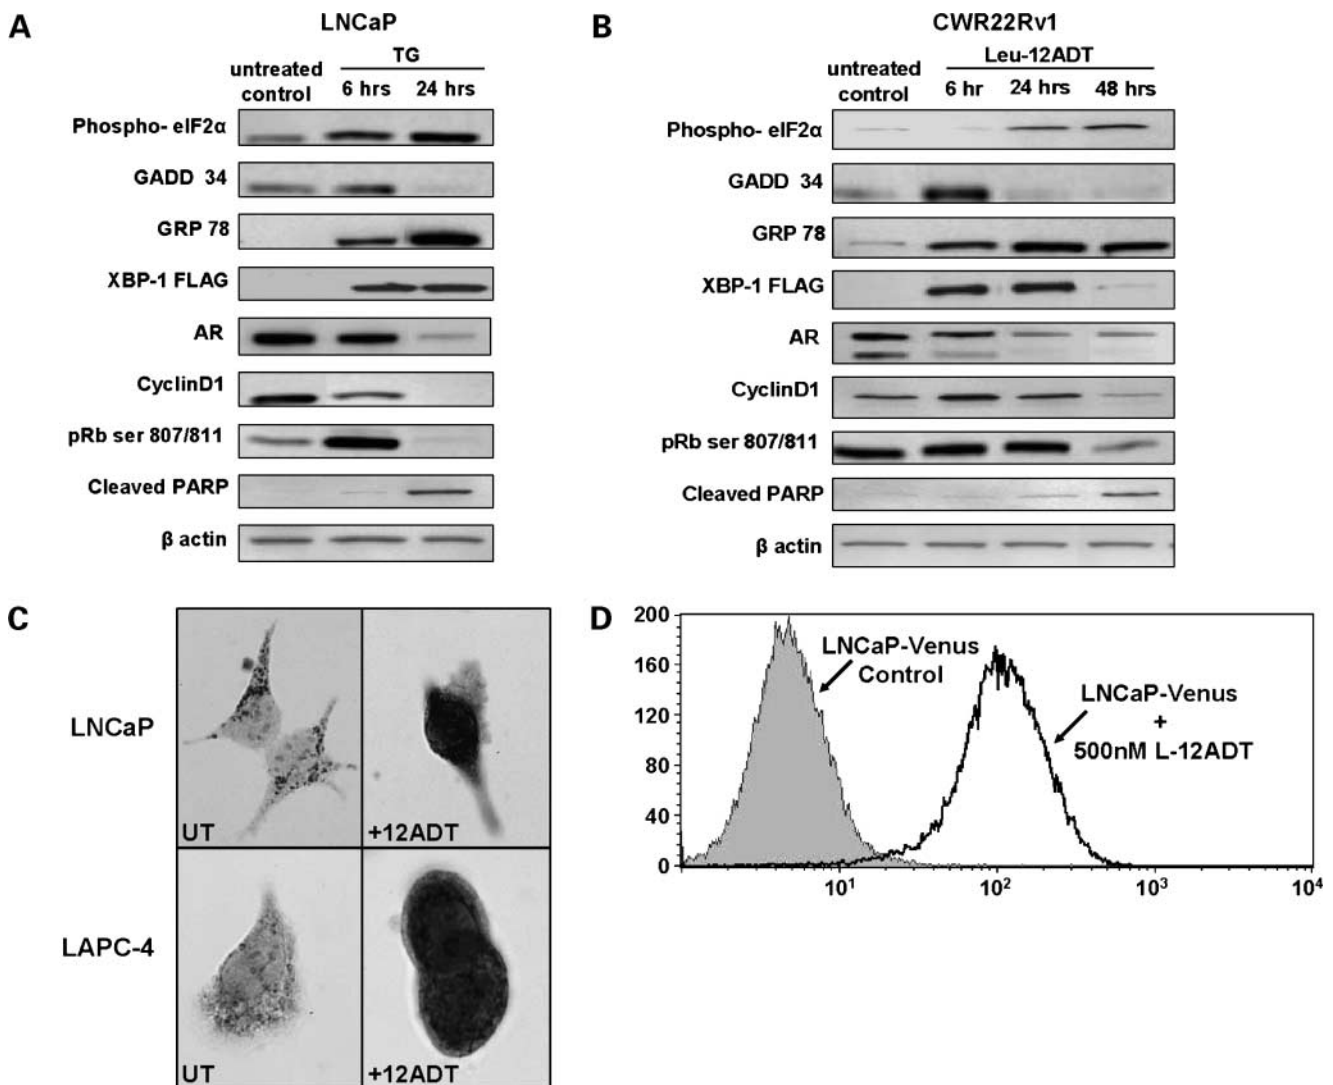 A
LNCaP
TG
untreated
control
6 hrs
24 hrs
Phospho- eIF2α
GADD 34
GRP 78
XBP-1 FLAG
AR
CyclinD1
pRb ser 807/811
Cleaved PARP
β actin
B
CWR22Rv1
Leu-12ADT
untreated
control
6 hr
24 hrs
48 hrs
Phospho- eIF2α
GADD 34
GRP 78
XBP-1 FLAG
AR
CyclinD1
pRb ser 807/811
Cleaved PARP
β actin
C
LNCaP
UT
+12ADT
LAPC-4
UT
+12ADT
D
200
160
120
80
40
0
LNCaP-Venus
Control
LNCaP-Venus
+
500nM L-12ADT
10¹
10²
10³
10⁴